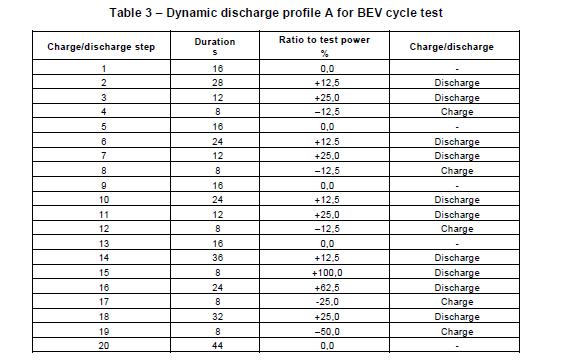 Table 3 – Dynamic discharge profile A for BEV cycle test
Charge/discharge step Duration s Ratio to test power % Charge/discharge
1 16 0,0 -
2 28 +12,5 Discharge
3 12 +25,0 Discharge
4 8 –12,5 Charge
5 16 0,0 -
6 24 +12,5 Discharge
7 12 +25,0 Discharge
8 8 –12,5 Charge
9 16 0,0 -
10 24 +12,5 Discharge
11 12 +25,0 Discharge
12 8 –12,5 Charge
13 16 0,0 -
14 36 +12,5 Discharge
15 8 +100,0 Discharge
16 24 +62,5 Discharge
17 8 -25,0 Charge
18 32 +25,0 Discharge
19 8 –50,0 Charge
20 44 0,0 -